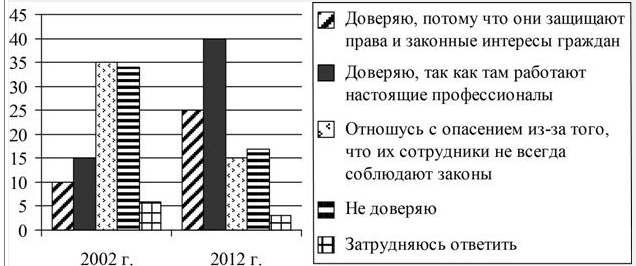 45
40
35
30
25
20
15
10
5
0
2002 г.
2012 г.
Доверяю, потому что они защищают
права и законные интересы граждан
Доверяю, так как там работают
настоящие профессионалы
Отношусь с опасением из-за того,
что их сотрудники не всегда
соблюдают законы
Не доверяю
Затрудняюсь ответить